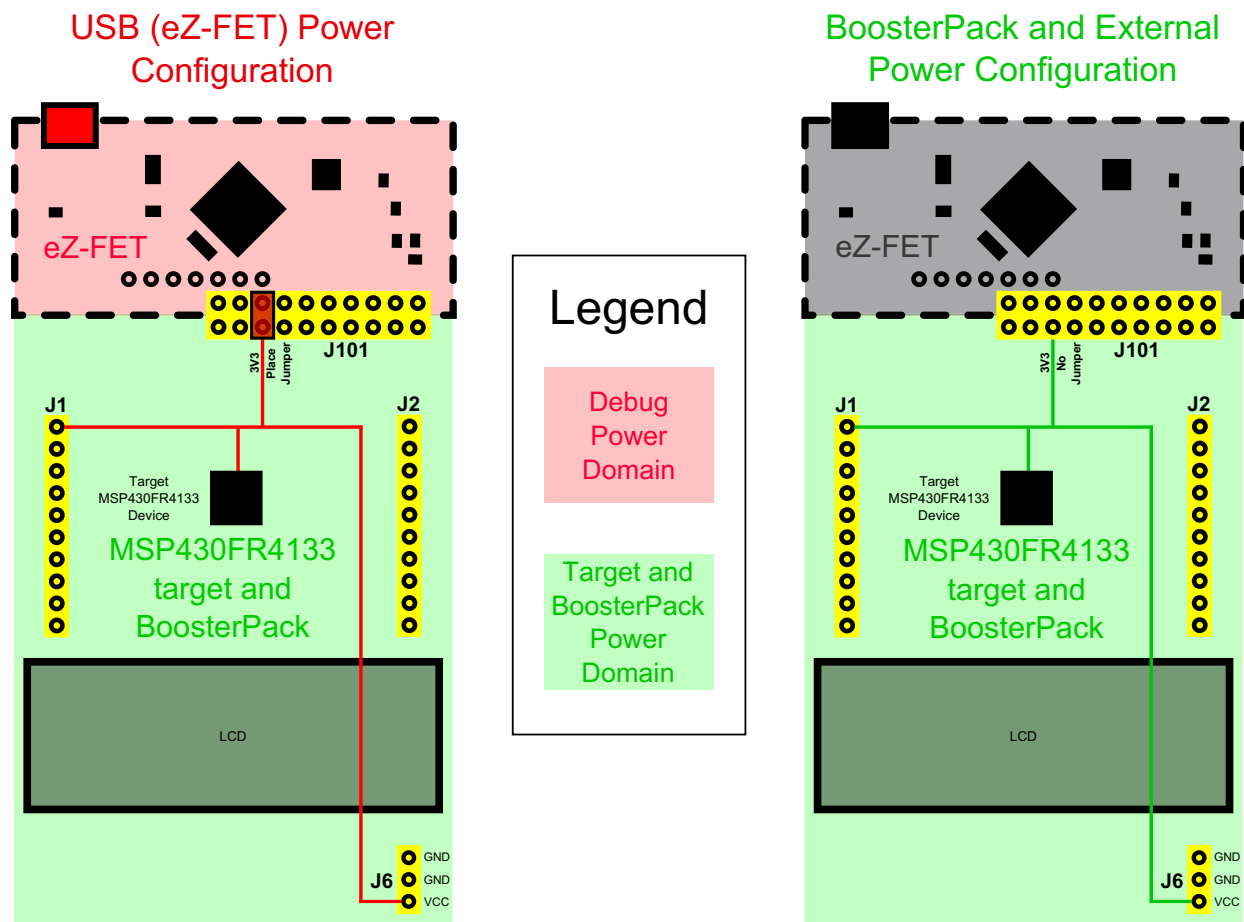 USB (eZ-FET) Power
Configuration
eZ-FET
J101
3V3
Place
Jumper
J1
J2
Target
MSP430FR4133
Device
MSP430FR4133
target and
BoosterPack
LCD
J6
GND
GND
VCC
Legend
Debug
Power
Domain
Target and
BoosterPack
Power
Domain
BoosterPack and External
Power Configuration
eZ-FET
J101
3V3
No
Jumper
J1
J2
Target
MSP430FR4133
Device
MSP430FR4133
target and
BoosterPack
LCD
J6
GND
GND
VCC